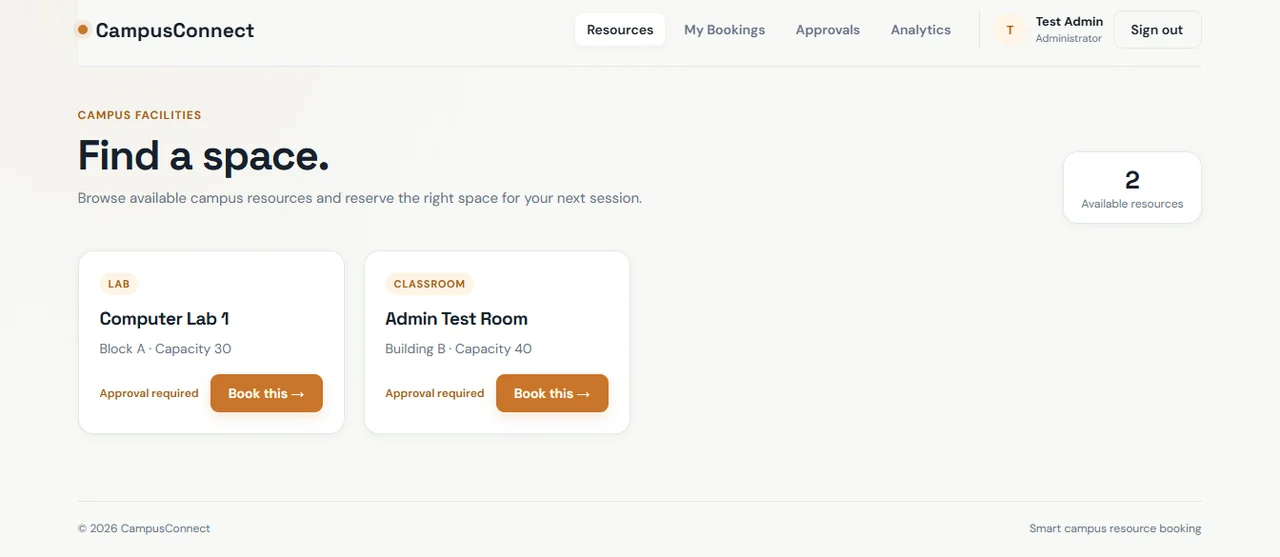 CampusConnect
Resources
My Bookings
Approvals
Analytics
T
Test Admin
Administrator
Sign out
CAMPUS FACILITIES
Find a space.
Browse available campus resources and reserve the right space for your next session.
2
Available resources
LAB
Computer Lab 1
Block A · Capacity 30
Approval required
Book this →
CLASSROOM
Admin Test Room
Building B · Capacity 40
Approval required
Book this →
© 2026 CampusConnect
Smart campus resource booking